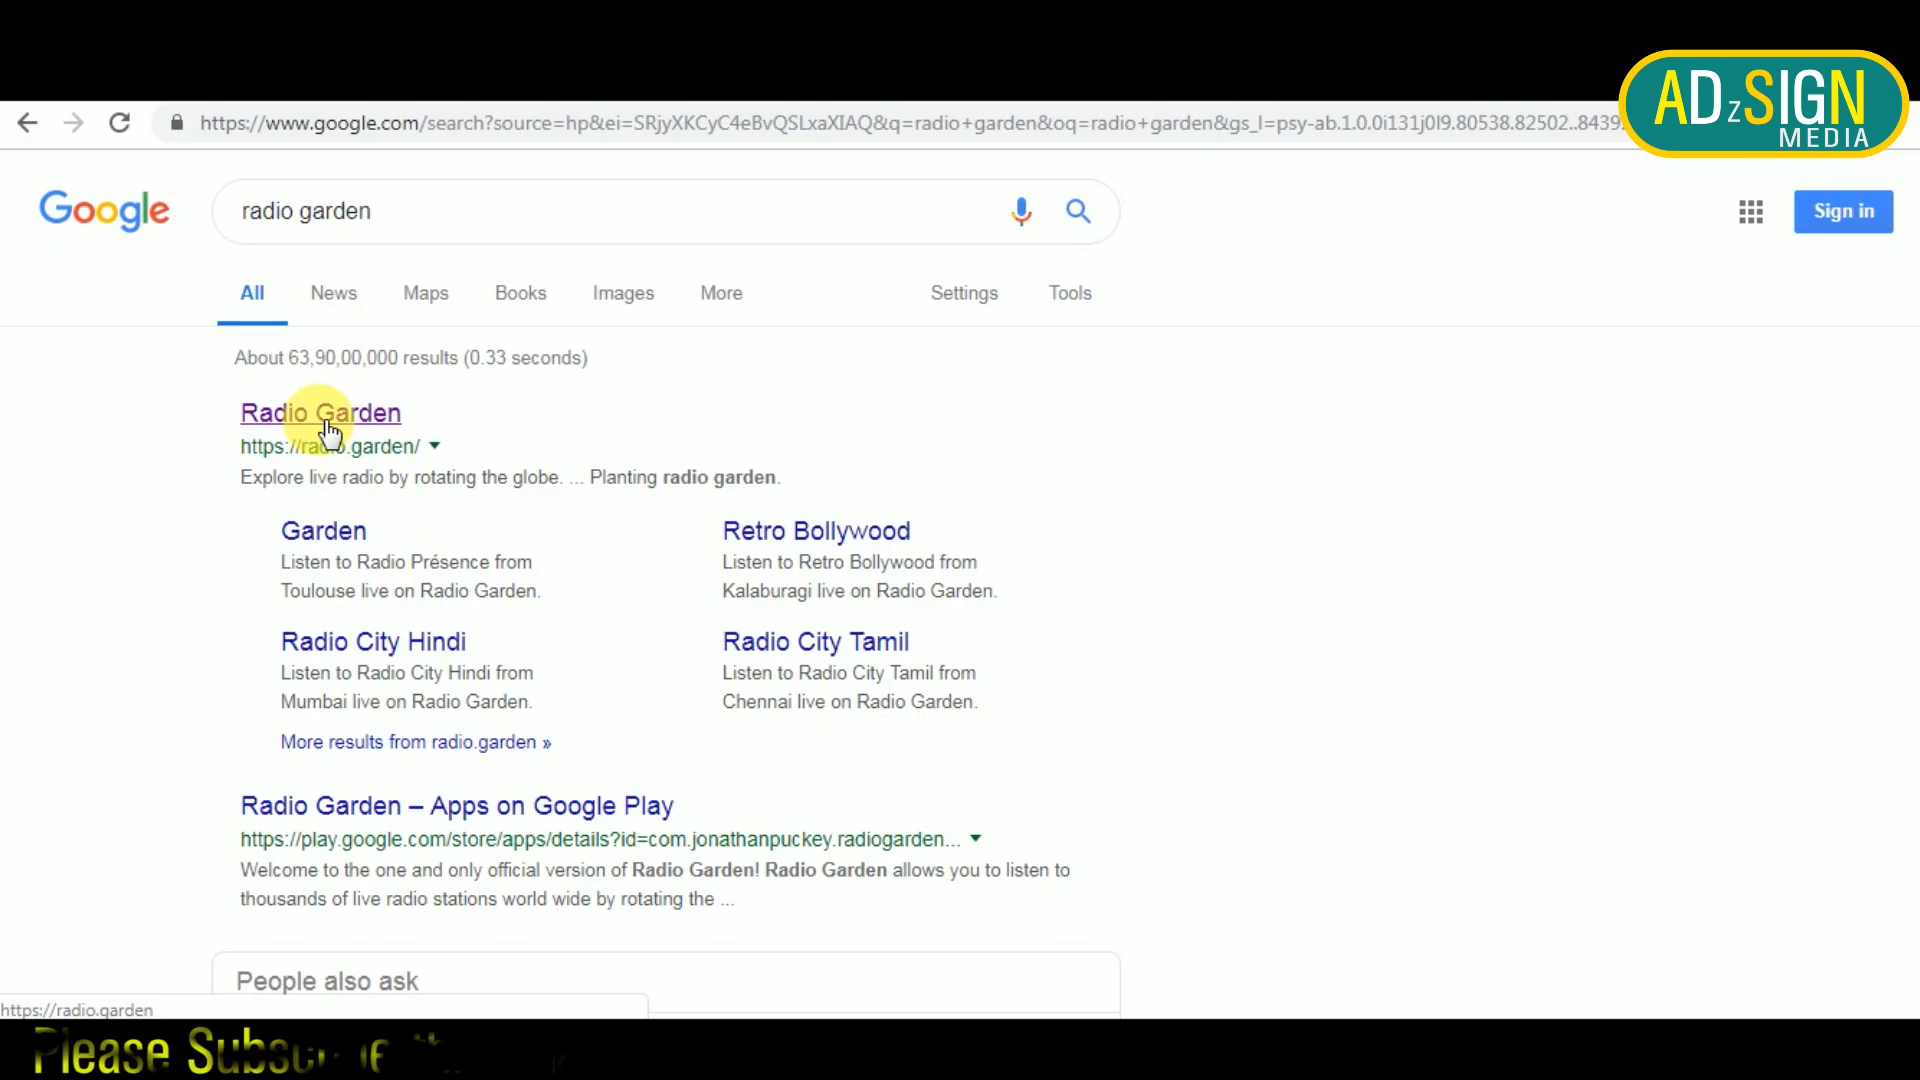 AD z SIGN
MEDIA
https://www.google.com/search?source=hp&ei=SRjyXKCyC4eBvQSLxaXIAQ&q=radio+garden&oq=radio+garden&gs_l=psy-ab.1.0.0i131j0l9.80538.82502..8439
Google
radio garden
Sign in
All News Maps Books Images More Settings Tools
About 63,90,00,000 results (0.33 seconds)
Radio Garden
https://radio.garden/
Explore live radio by rotating the globe. ... Planting radio garden.
Garden
Listen to Radio Présence from
Toulouse live on Radio Garden.
Retro Bollywood
Listen to Retro Bollywood from
Kalaburagi live on Radio Garden.
Radio City Hindi
Listen to Radio City Hindi from
Mumbai live on Radio Garden.
Radio City Tamil
Listen to Radio City Tamil from
Chennai live on Radio Garden.
More results from radio.garden »
Radio Garden – Apps on Google Play
https://play.google.com/store/apps/details?id=com.jonathanpuckey.radiogarden...
Welcome to the one and only official version of Radio Garden! Radio Garden allows you to listen to
thousands of live radio stations world wide by rotating the ...
People also ask
https://radio.garden
Please